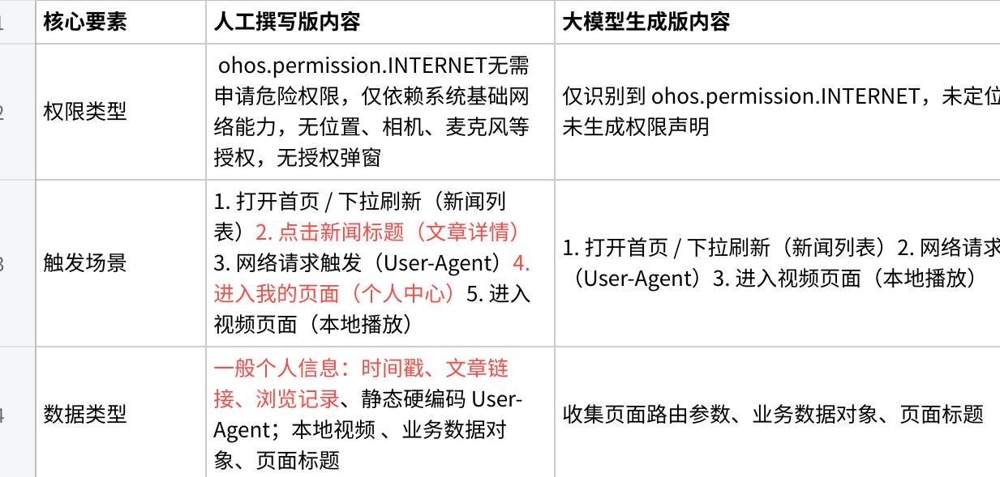 核心要素
人工撰写版内容
大模型生成版内容
权限类型
ohos.permission.INTERNET无需
申请危险权限，仅依赖系统基础网
络能力，无位置、相机、麦克风等
授权，无授权弹窗
仅识别到 ohos.permission.INTERNET，未定位
未生成权限声明
触发场景
1. 打开首页 / 下拉刷新（新闻列
表）2. 点击新闻标题（文章详情）
3. 网络请求触发（User-Agent）4.
进入我的页面（个人中心）5. 进入
视频页面（本地播放）
1. 打开首页 / 下拉刷新（新闻列表）2. 网络请求
（User-Agent）3. 进入视频页面（本地播放）
数据类型
一般个人信息：时间戳、文章链
接、浏览记录、静态硬编码 User-
Agent；本地视频 、业务数据对
象、页面标题
收集页面路由参数、业务数据对象、页面标题